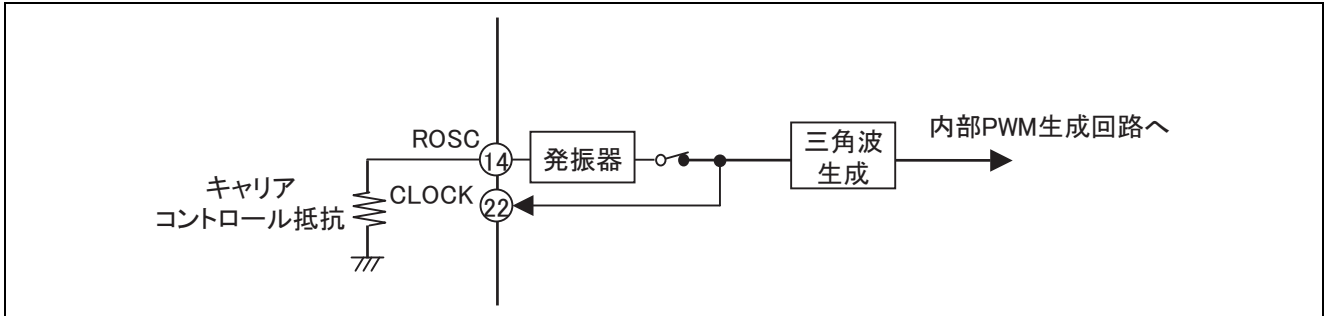 ROSC
14
発振器
三角波
生成
内部PWM生成回路へ
キャリア
コントロール抵抗
CLOCK
22